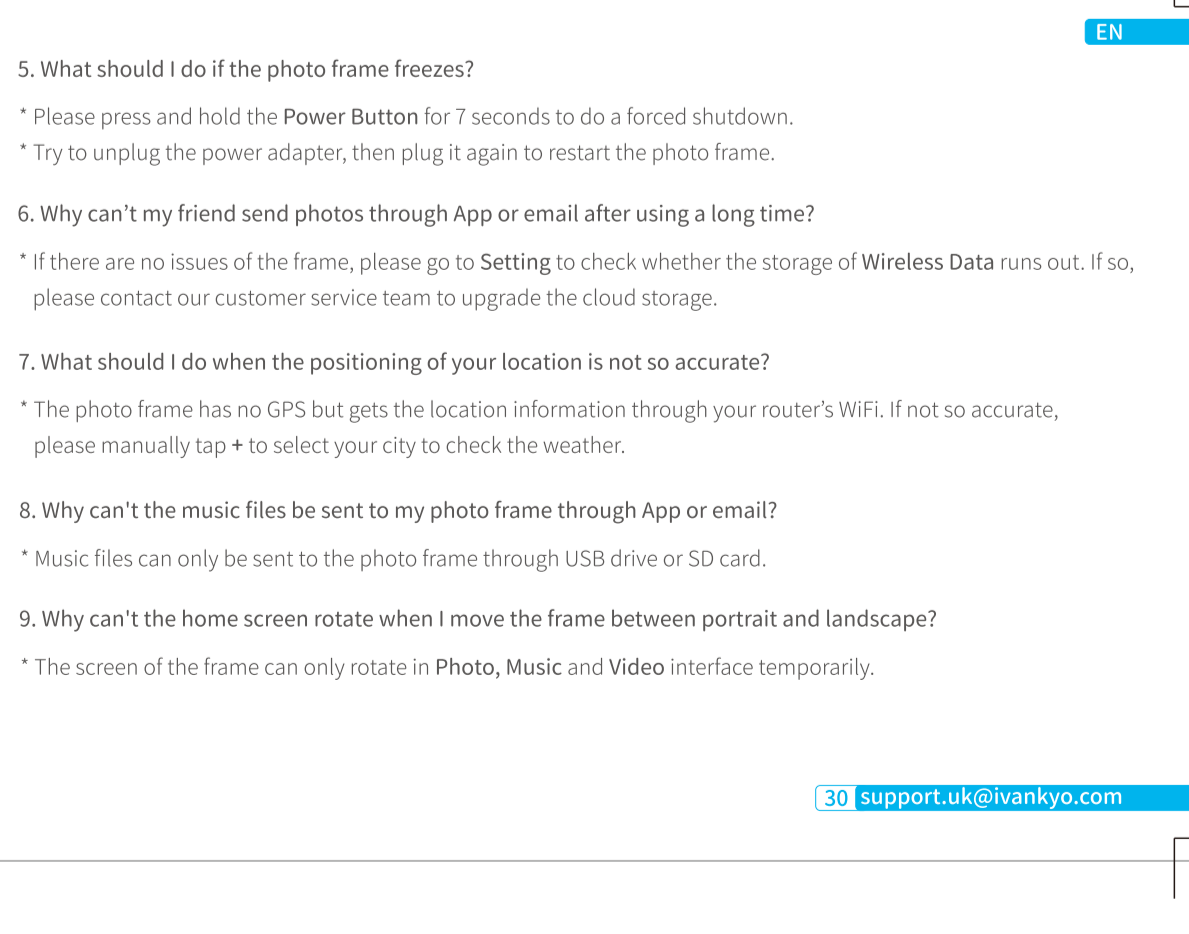 EN
5. What should I do if the photo frame freezes?
* Please press and hold the Power Button for 7 seconds to do a forced shutdown.
* Try to unplug the power adapter, then plug it again to restart the photo frame.
6. Why can’t my friend send photos through App or email after using a long time?
* If there are no issues of the frame, please go to Setting to check whether the storage of Wireless Data runs out. If so,
please contact our customer service team to upgrade the cloud storage.
7. What should I do when the positioning of your location is not so accurate?
* The photo frame has no GPS but gets the location information through your router’s WiFi. If not so accurate,
please manually tap + to select your city to check the weather.
8. Why can't the music files be sent to my photo frame through App or email?
* Music files can only be sent to the photo frame through USB drive or SD card.
9. Why can't the home screen rotate when I move the frame between portrait and landscape?
* The screen of the frame can only rotate in Photo, Music and Video interface temporarily.
30 support.uk@ivankyo.com